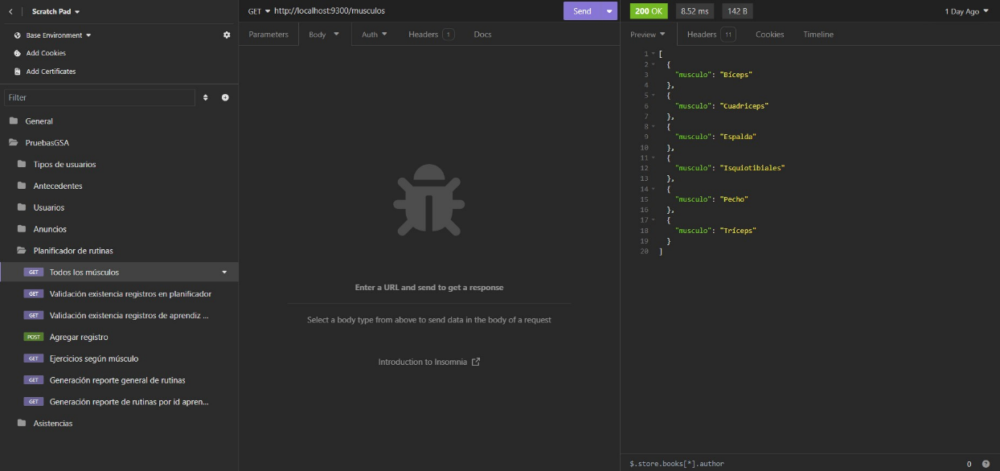 Scratch Pad
Base Environment
Add Cookies
Add Certificates
Filter
General
PruebasGSA
Tipos de usuarios
Antecedentes
Usuarios
Anuncios
Planificador de rutinas
GET Todos los músculos
GET Validación existencia registros en planificador
GET Validación existencia registros de aprendiz ...
POST Agregar registro
GET Ejercicios según músculo
GET Generación reporte general de rutinas
GET Generación reporte de rutinas por id apren...
Asistencias
GET http://localhost:9300/musculos Send
Parameters Body Auth Headers 1 Docs
Enter a URL and send to get a response
Select a body type from above to send data in the body of a request
Introduction to Insomnia
200 OK 8.52 ms 142 B 1 Day Ago
Preview Headers 11 Cookies Timeline
1 [
2 {
3 "musculo": "Bíceps"
4 },
5 {
6 "musculo": "Cuadriceps"
7 },
8 {
9 "musculo": "Espalda"
10 },
11 {
12 "musculo": "Isquiotibiales"
13 },
14 {
15 "musculo": "Pecho"
16 },
17 {
18 "musculo": "Tríceps"
19 }
20 ]
$.store.books[*].author 0 ?